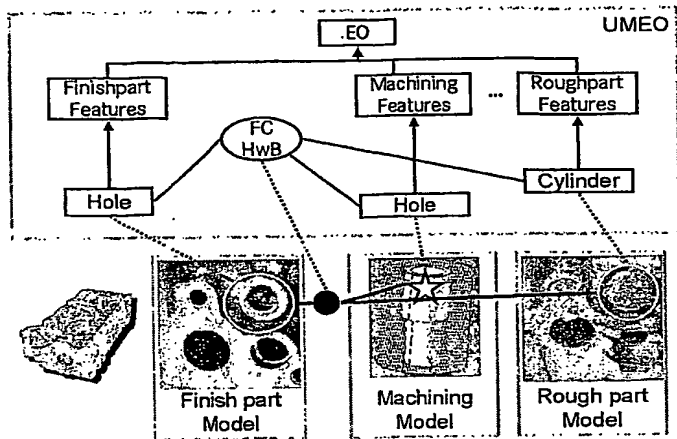 UMEO
.EO
Finishpart
Features
Machining
Features
...
Roughpart
Features
FC
HwB
Hole
Hole
Cylinder
Finish part
Model
Machining
Model
Rough part
Model